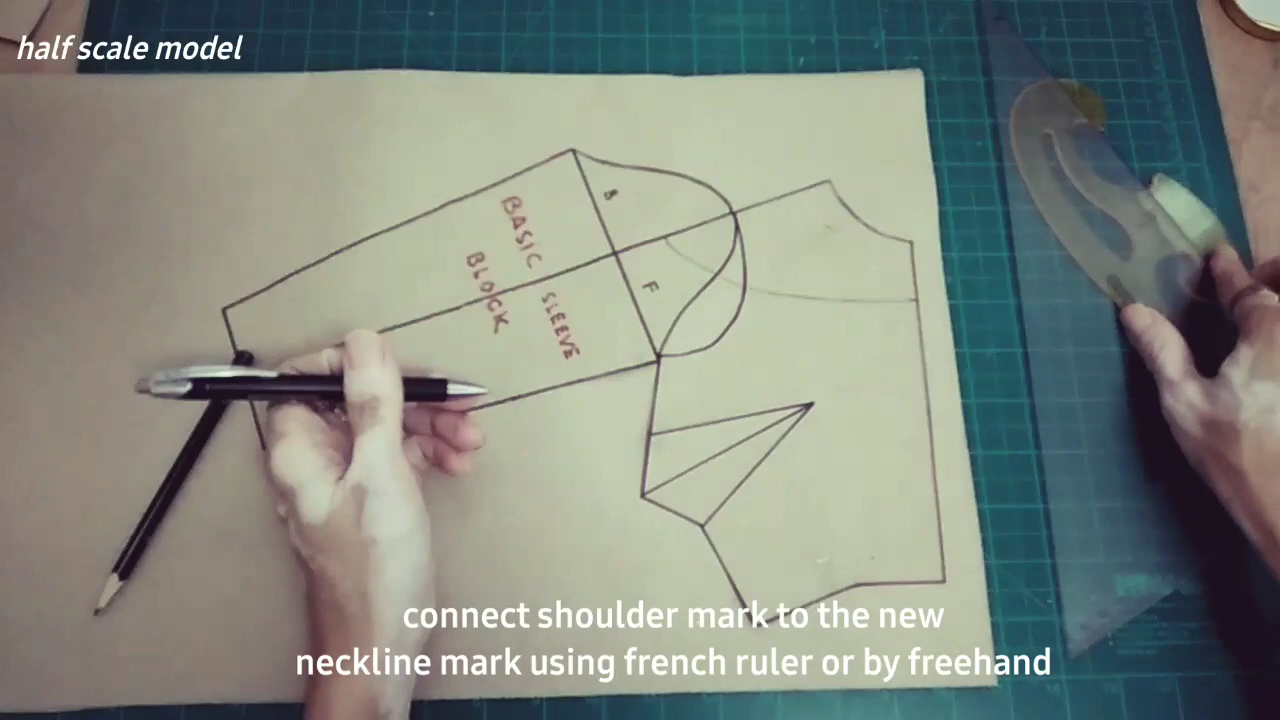 half scale model
B
BASIC
BLOCK
SLEEVE
F
connect shoulder mark to the new
neckline mark using french ruler or by freehand